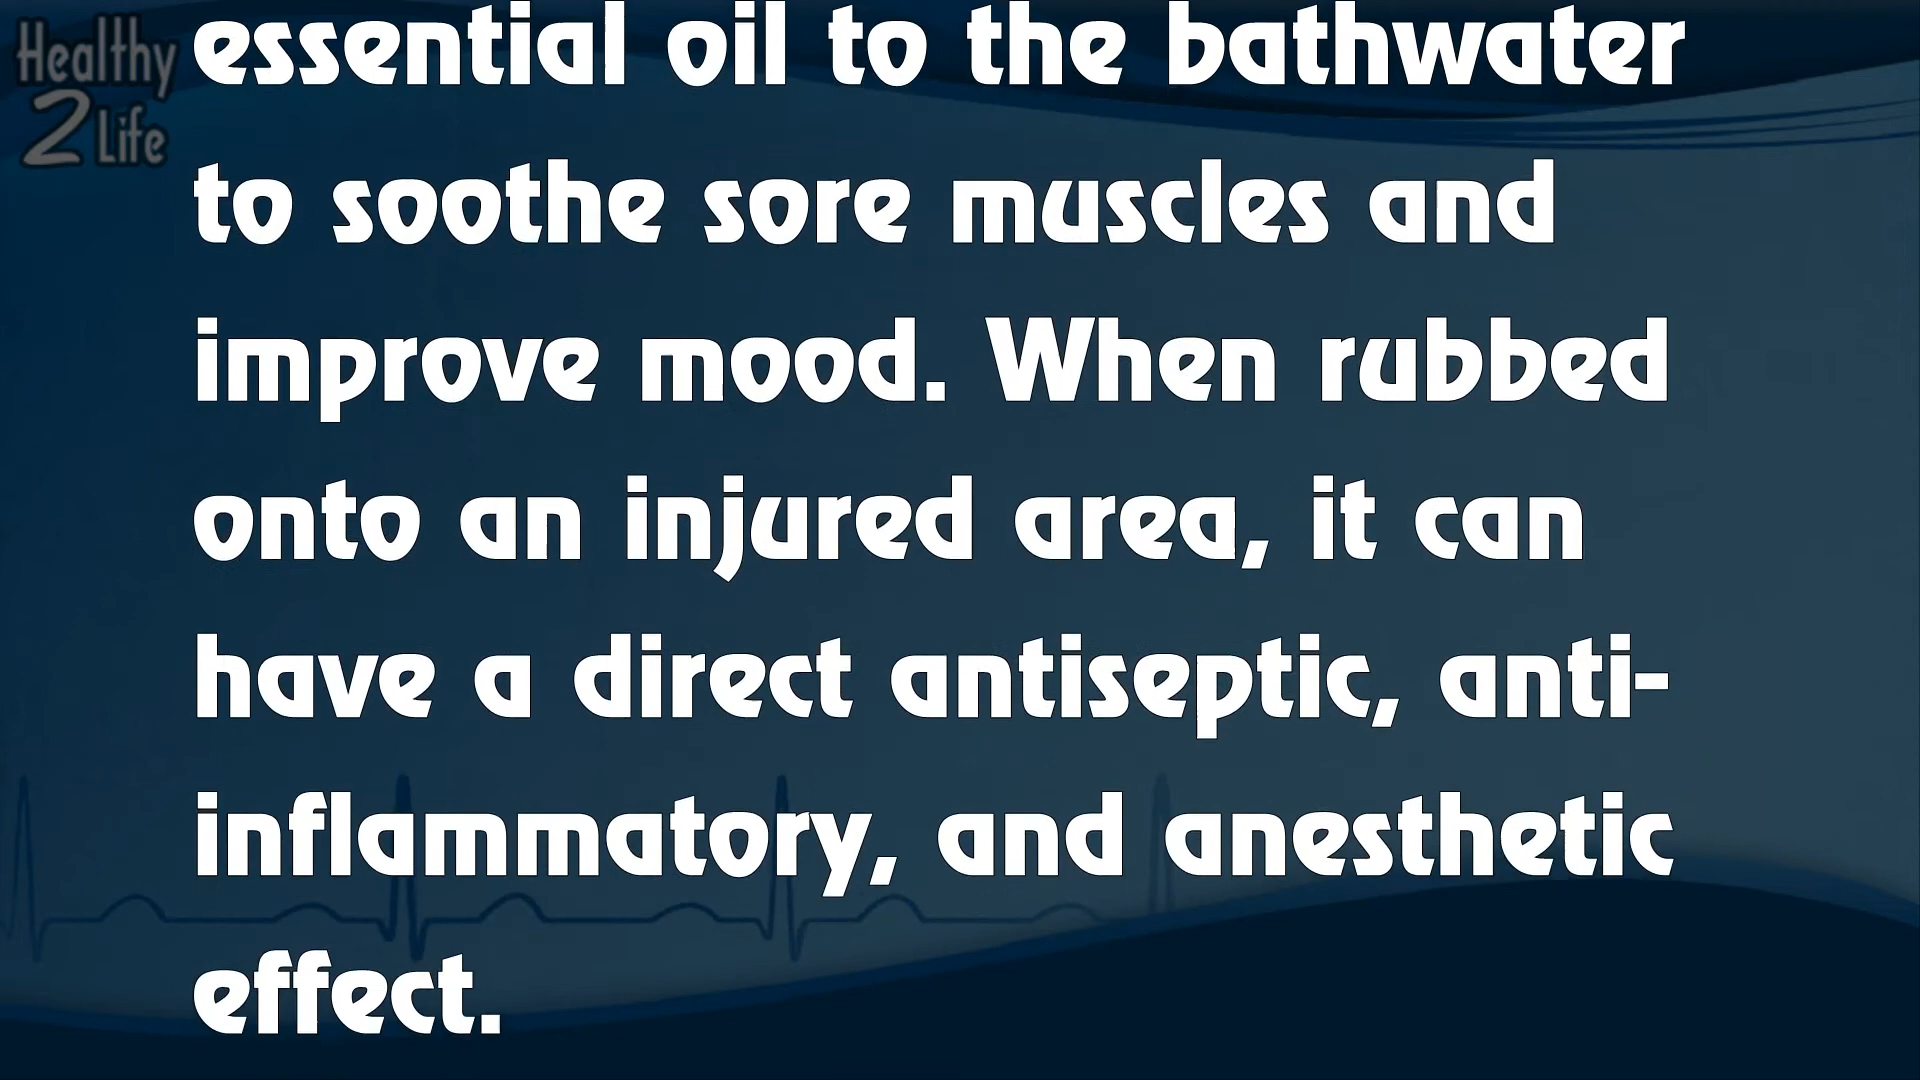 Healthy
2 Life
essential oil to the bathwater
to soothe sore muscles and
improve mood. When rubbed
onto an injured area, it can
have a direct antiseptic, anti-
inflammatory, and anesthetic
effect.